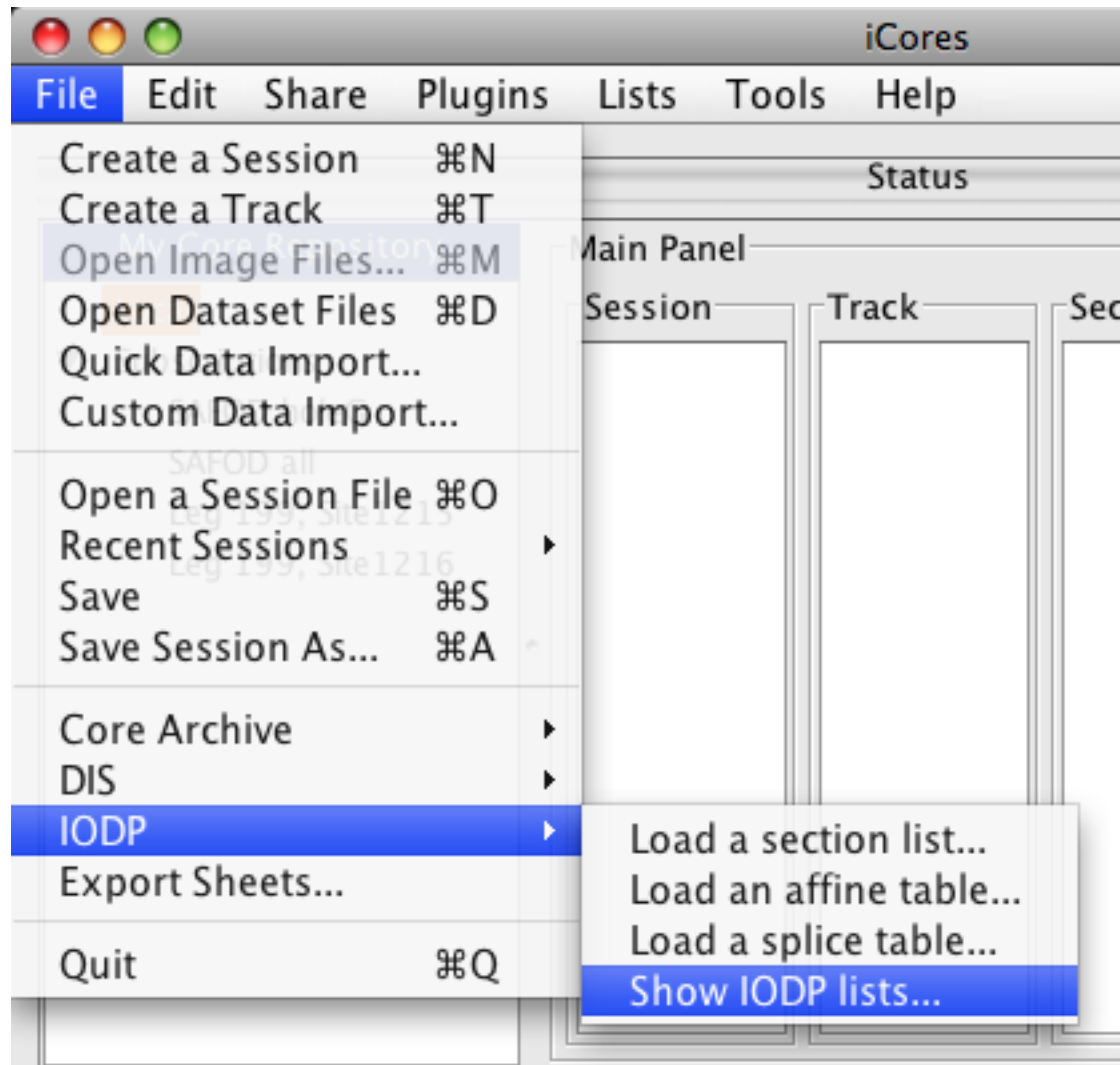 iCores
File Edit Share Plugins Lists Tools Help
Create a Session ⌘N
Create a Track ⌘T
Open Image Files... ⌘M
Open Dataset Files ⌘D
Quick Data Import...
Custom Data Import...
Open a Session File ⌘O
Recent Sessions
Save ⌘S
Save Session As... ⌘A
Core Archive
DIS
IODP
Export Sheets...
Quit ⌘Q
Load a section list...
Load an affine table...
Load a splice table...
Show IODP lists...
Status
My Core Repository
SAFOD all
Leg 199, Site1215
Leg 199, Site1216
Main Panel
Session Track Sec